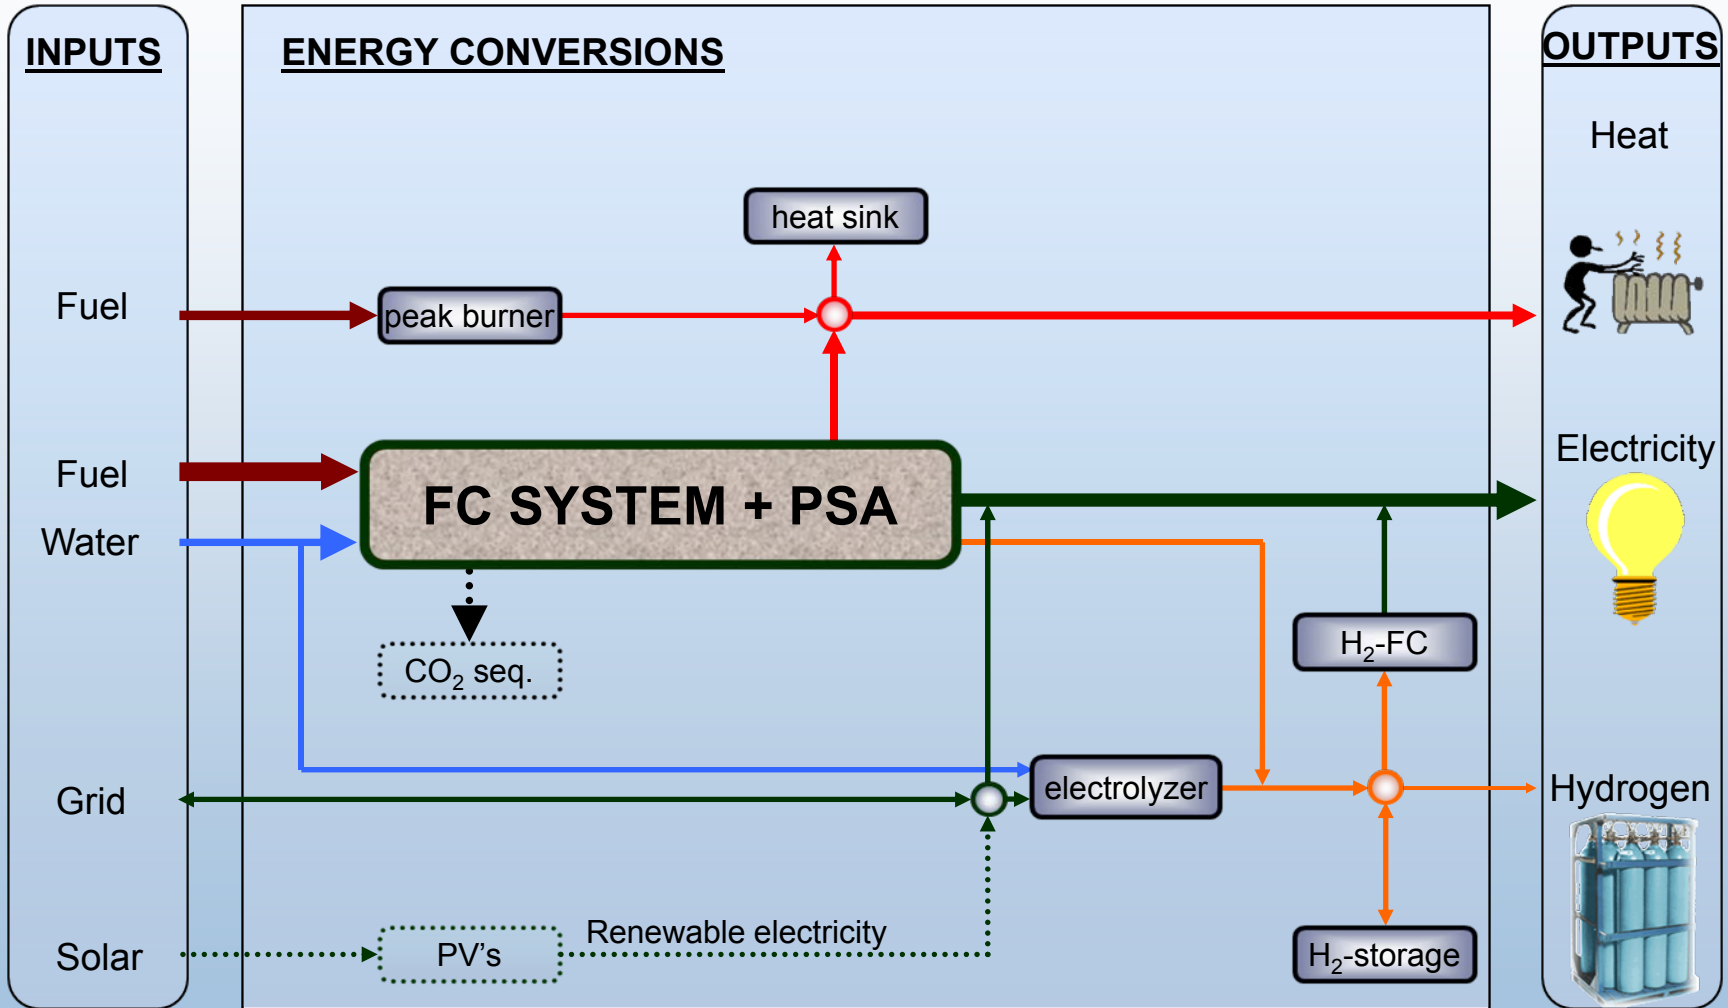 INPUTS
ENERGY CONVERSIONS
OUTPUTS
Heat
heat sink
Fuel
peak burner
Fuel
FC SYSTEM + PSA
Electricity
Water
H₂-FC
CO₂ seq.
Grid
electrolyzer
Hydrogen
Renewable electricity
Solar
PV's
H₂-storage